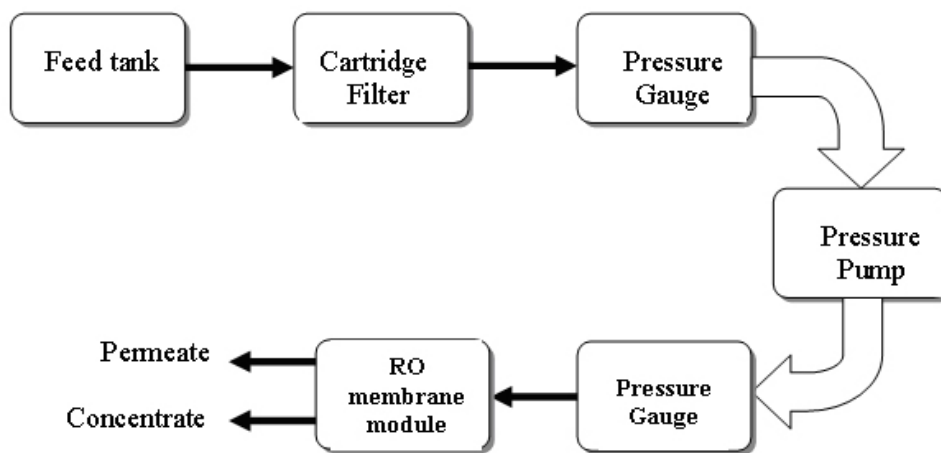 Feed tank
Cartridge
Filter
Pressure
Gauge
Pressure
Pump
Pressure
Gauge
RO
membrane
module
Permeate
Concentrate